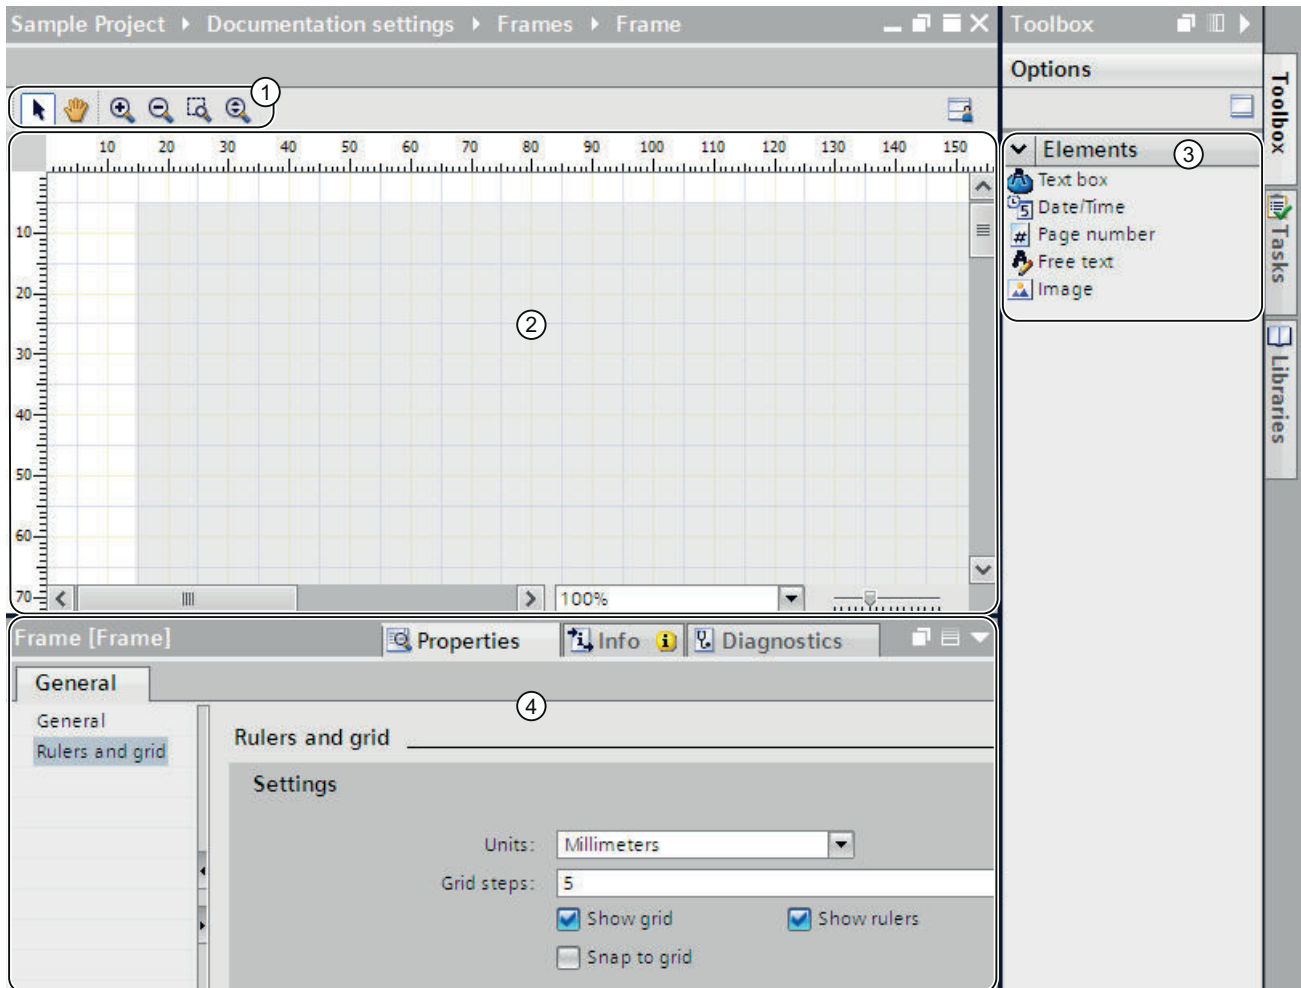 Sample Project Documentation settings Frames Frame
Toolbox
Options
1
10 20 30 40 50 60 70 80 90 100 110 120 130 140 150
10
20
30
40
50
60
70
2
100%
Elements 3
Text box
Date/Time
Page number
Free text
Image
Toolbox
Tasks
Libraries
Frame [Frame]
Properties Info Diagnostics
General
4
General
Rulers and grid
Rulers and grid
Settings
Units: Millimeters
Grid steps: 5
Show grid Show rulers
Snap to grid